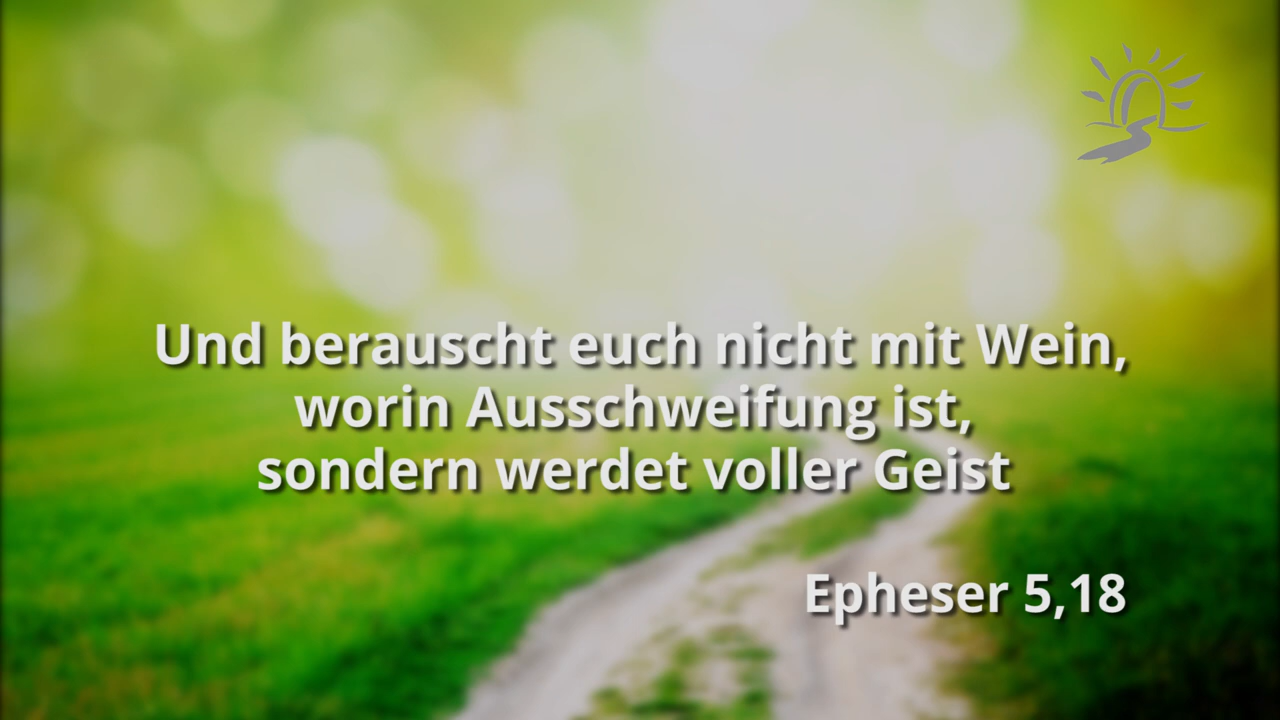 Und berauscht euch nicht mit Wein,
worin Ausschweifung ist,
sondern werdet voller Geist
Epheser 5,18